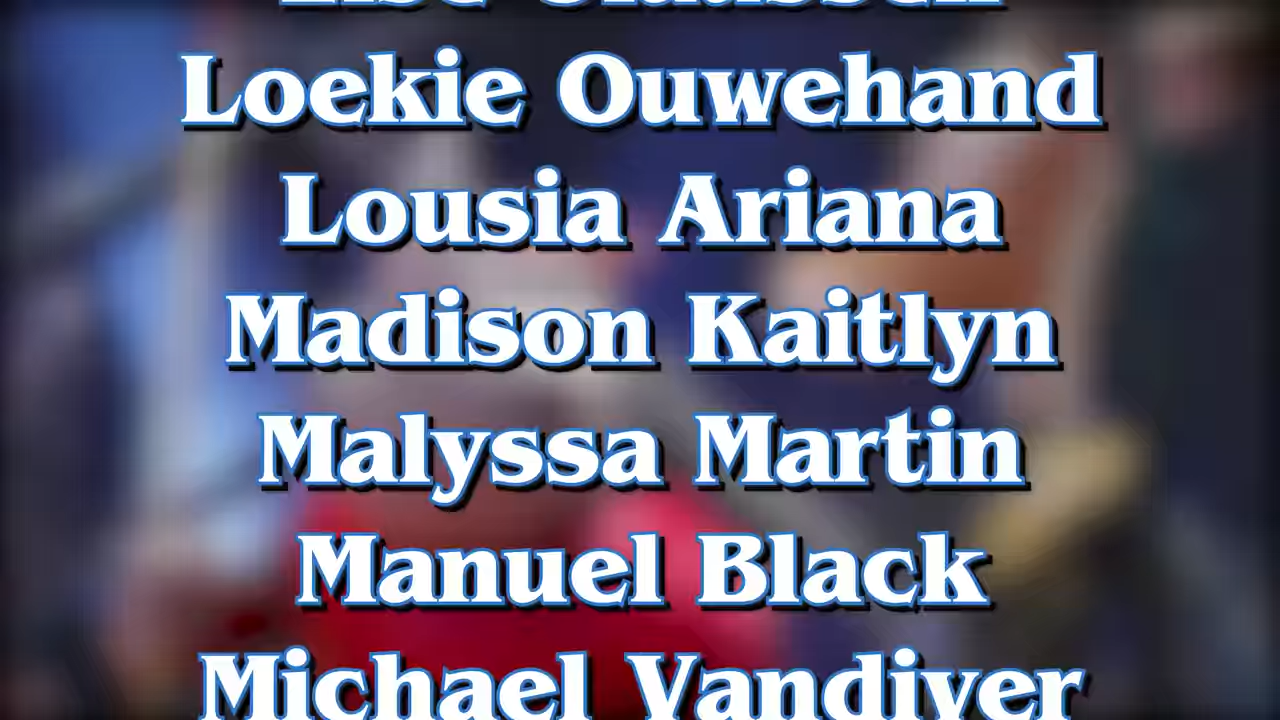 Loekie Ouwehand
Lousia Ariana
Madison Kaitlyn
Malyssa Martin
Manuel Black
Michael Vandiver